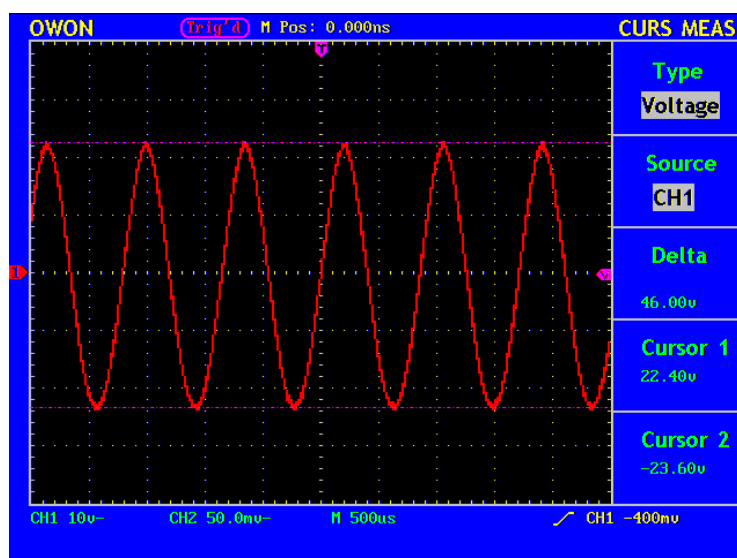 OWON Trig'd M Pos: 0.000ns CURS MEAS
T
Type
Voltage
Source
CH1
1
v
Delta
46.00v
Cursor 1
22.40v
Cursor 2
-23.60v
CH1 10v- CH2 50.0mv- M 500us CH1 -400mv